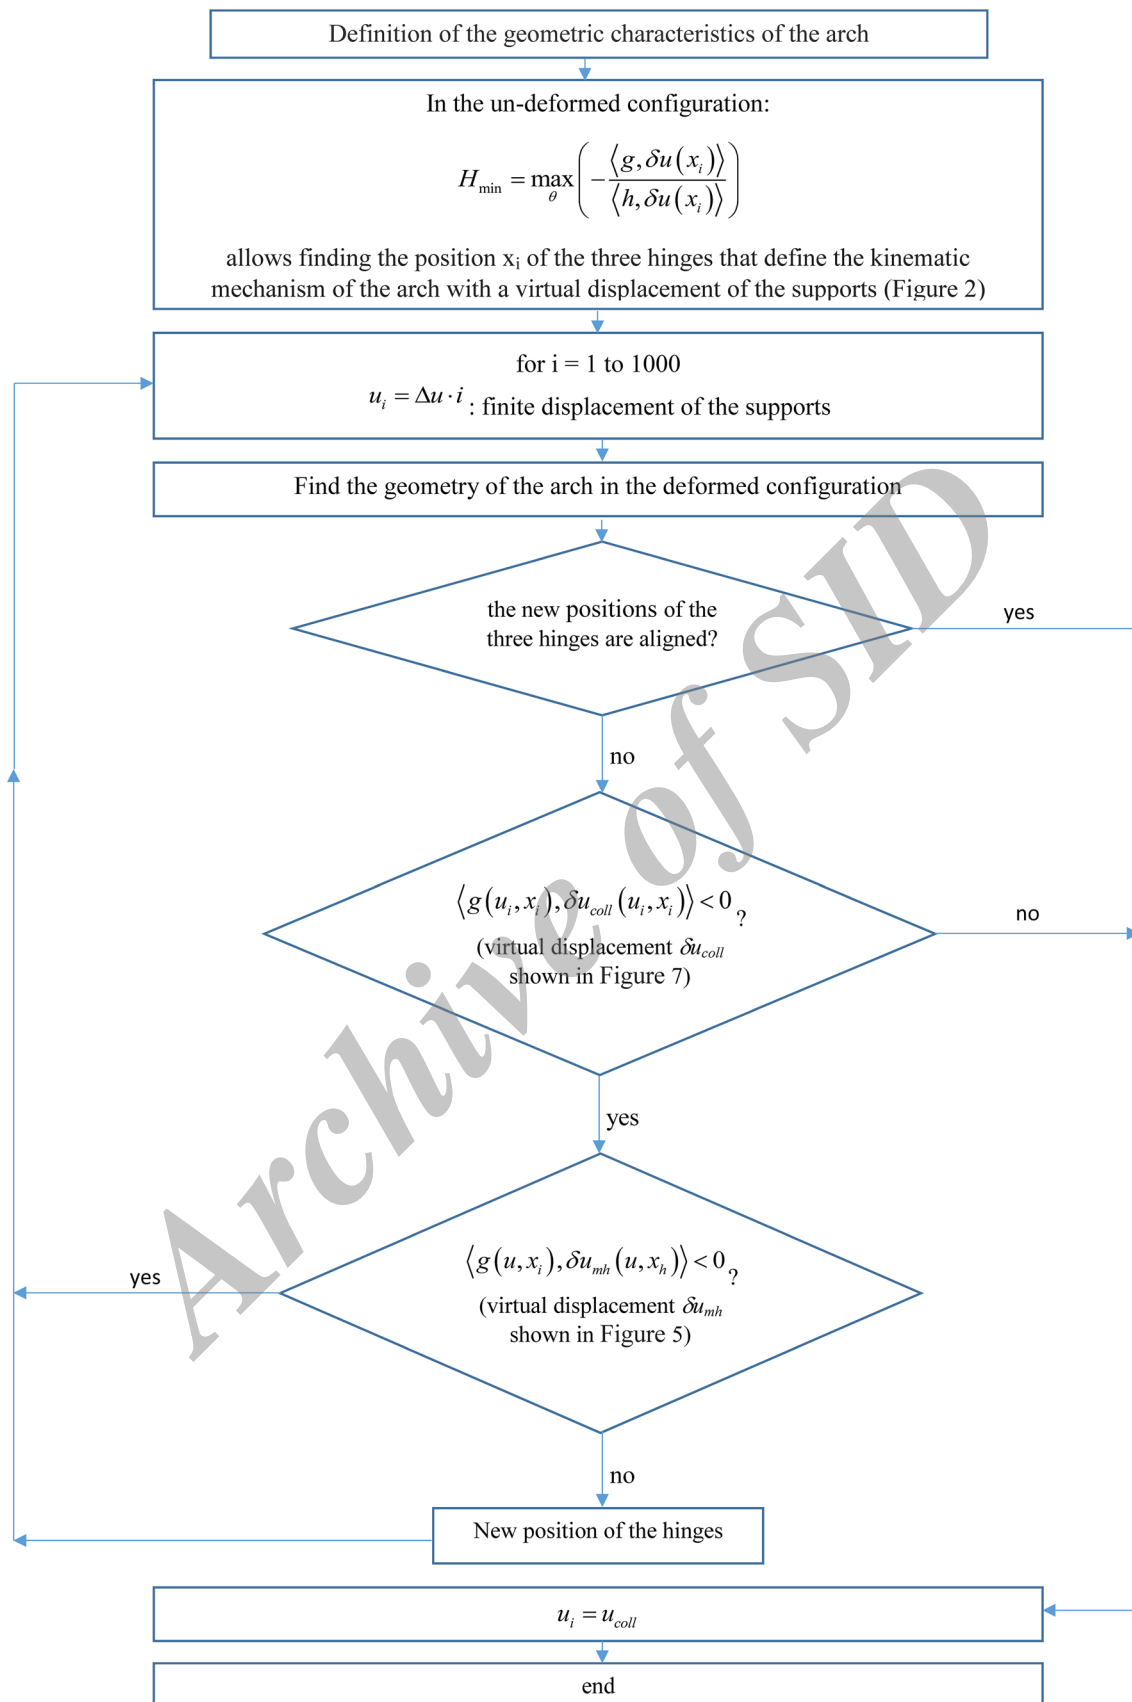 Definition of the geometric characteristics of the arch
In the un-deformed configuration:
H_min = max_θ ( - ⟨g, δu(x_i)⟩ / ⟨h, δu(x_i)⟩ )
allows finding the position x_i of the three hinges that define the kinematic
mechanism of the arch with a virtual displacement of the supports (Figure 2)
for i = 1 to 1000
u_i = Δu · i : finite displacement of the supports
Find the geometry of the arch in the deformed configuration
the new positions of the
three hinges are aligned?
yes
no
⟨g(u_i, x_i), δu_coll(u_i, x_i)⟩ < 0 ?
(virtual displacement δu_coll
shown in Figure 7)
no
yes
⟨g(u, x_i), δu_mh(u, x_h)⟩ < 0 ?
(virtual displacement δu_mh
shown in Figure 5)
yes
no
New position of the hinges
u_i = u_coll
end
Archive of SID